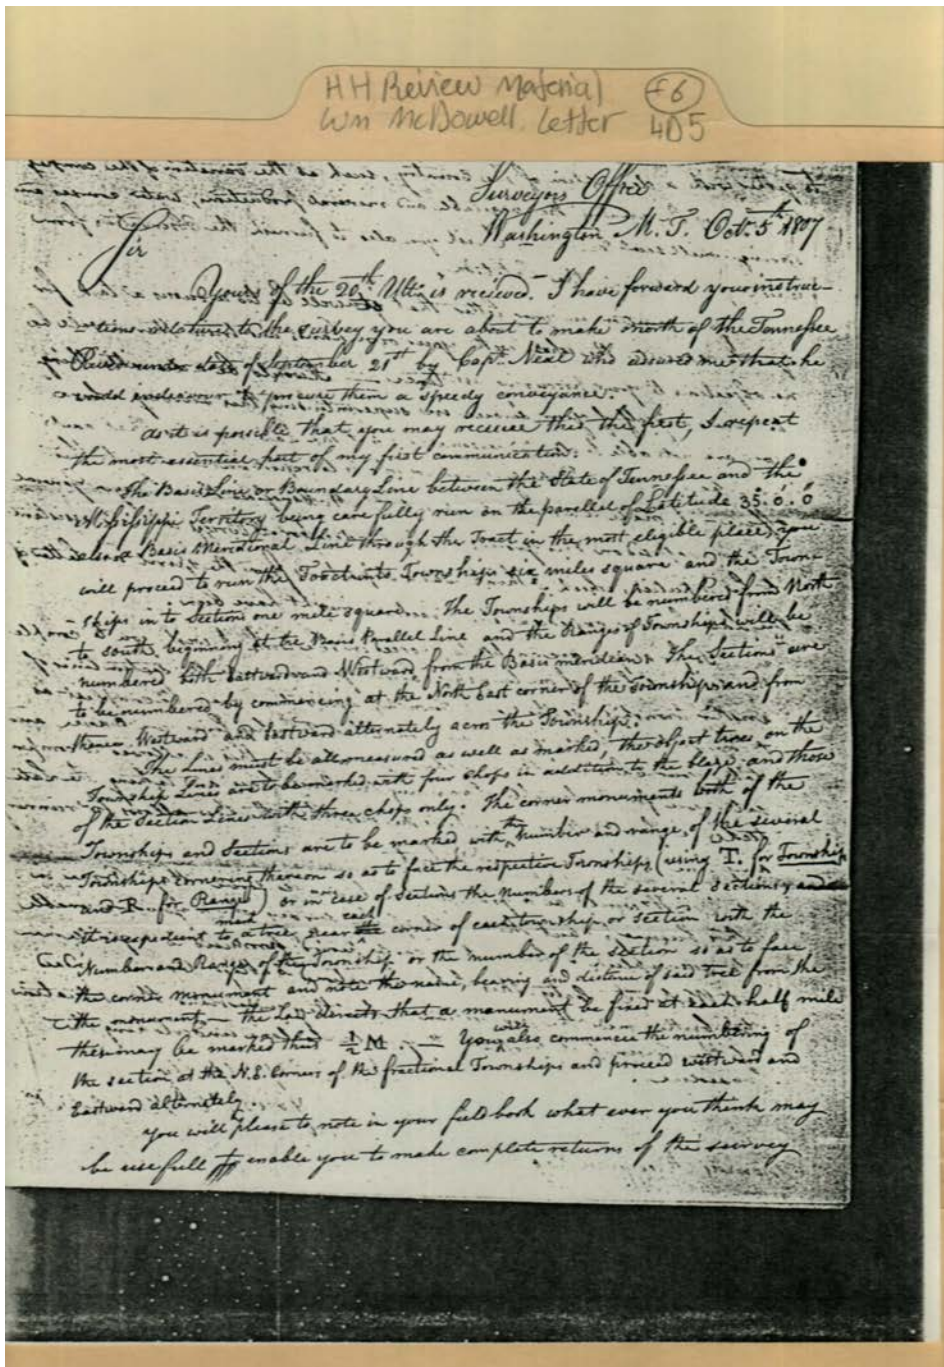 HH Review Material F6
Wm McDowell Letter 4D5
Surveyors Office
Washington M. T. Octr. 5th 1807
Sir
Yours of the 20th Ulto. is recieved. I have forward your instruc-
tions relative to the survey you are about to make north of the Tennessee
River under date of September 21st by Capt. Neal who assured me that he
would endeavour to procure them a speedy conveyance.
As it is possible that you may receive this the first, I repeat
the most essential part of my first communication.
The Basis Line or Boundary Line between the State of Tennessee and the
Mississippi Territory being carefully run on the parallel of Latitude 35.0.0
also a Basis Meridional Line through the Tract in the most eligible place, you
will proceed to run the Tract into Townships six miles square and the Town-
ships in to Sections one mile square. The Townships will be numbered from North
to south, beginning at the Basis Parallel Line and the Ranges of Townships will be
numbered both Eastward and Westward from the Basis meridian. The Sections are
to be numbered by commencing at the North East corner of the Townships and from
thence Westward and Eastward alternately across the Township.
The Lines must be all measured as well as marked, the object trees on the
Township Lines are to be marked with four chops in addition to the blaze and those
of the Section Lines with three chops only. The corner monuments both of the
Townships and Sections are to be marked with the number and range of the several
Townships cornering thereon so as to face the respective Townships (using T. for Township
and R. for Range) or in case of Sections the numbers of the several sections, and
it is expedient to mark a tree near each corner of each township or section with the
Number and Range of the Township or the number of the section so as to face
the corner monument and note the name, bearing and distance of said tree from the
the monument — the Law directs that a monument be fixed at each half mile
these may be marked thus ½ M. — You will also commence the numbering of
the section at the N.E. Corners of the fractional Townships and proceed westward and
Eastward alternately.
You will please to note in your field book what ever you think may
be usefull to enable you to make complete returns of the survey